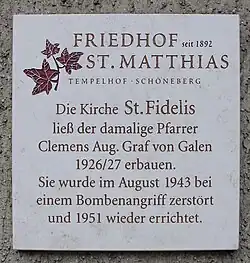 FRIEDHOF seit 1892
ST. MATTHIAS
TEMPELHOF - SCHÖNEBERG
Die Kirche St. Fidelis
ließ der damalige Pfarrer
Clemens Aug. Graf von Galen
1926/27 erbauen.
Sie wurde im August 1943 bei
einem Bombenangriff zerstört
und 1951 wieder errichtet.